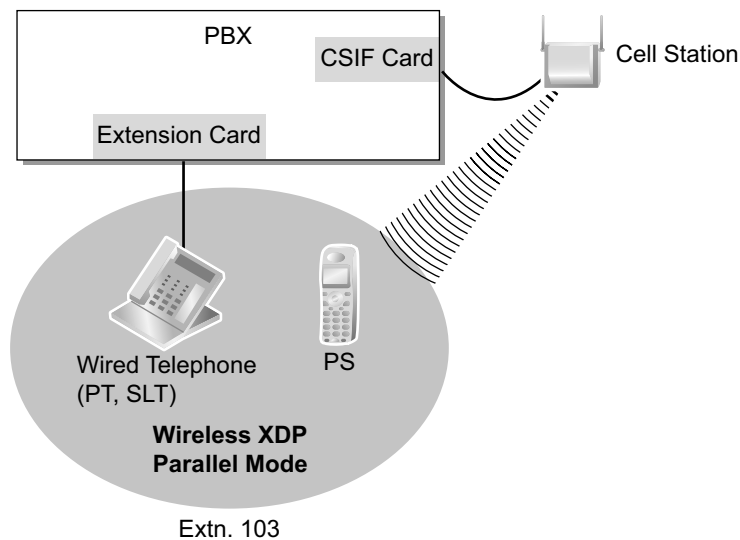 PBX
CSIF Card
Cell Station
Extension Card
Wired Telephone
(PT, SLT)
PS
Wireless XDP
Parallel Mode
Extn. 103